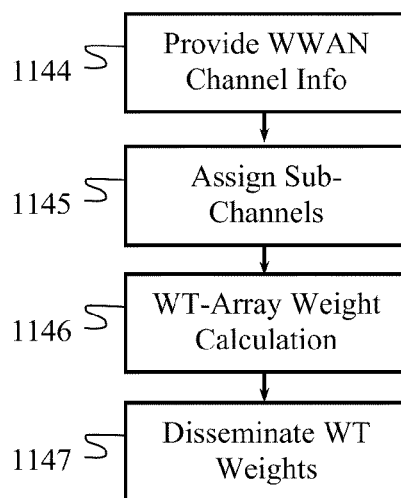 1144
Provide WWAN
Channel Info
1145
Assign Sub-
Channels
1146
WT-Array Weight
Calculation
1147
Disseminate WT
Weights